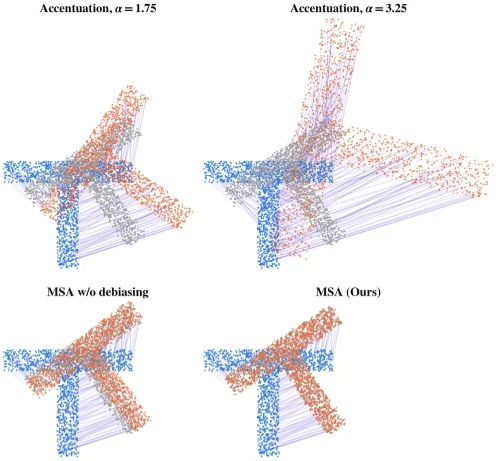 Accentuation, α = 1.75
Accentuation, α = 3.25
MSA w/o debiasing
MSA (Ours)